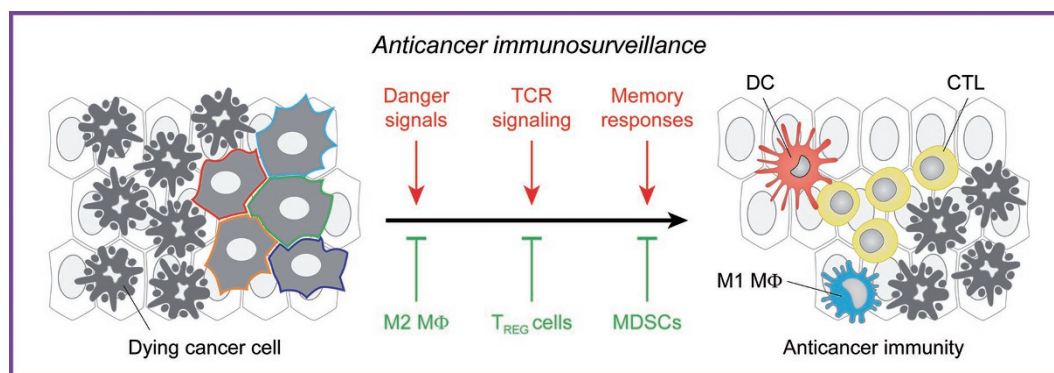 Anticancer immunosurveillance
Danger
signals
TCR
signaling
Memory
responses
DC
CTL
M1 MΦ
M2 MΦ
TREG cells
MDSCs
Dying cancer cell
Anticancer immunity